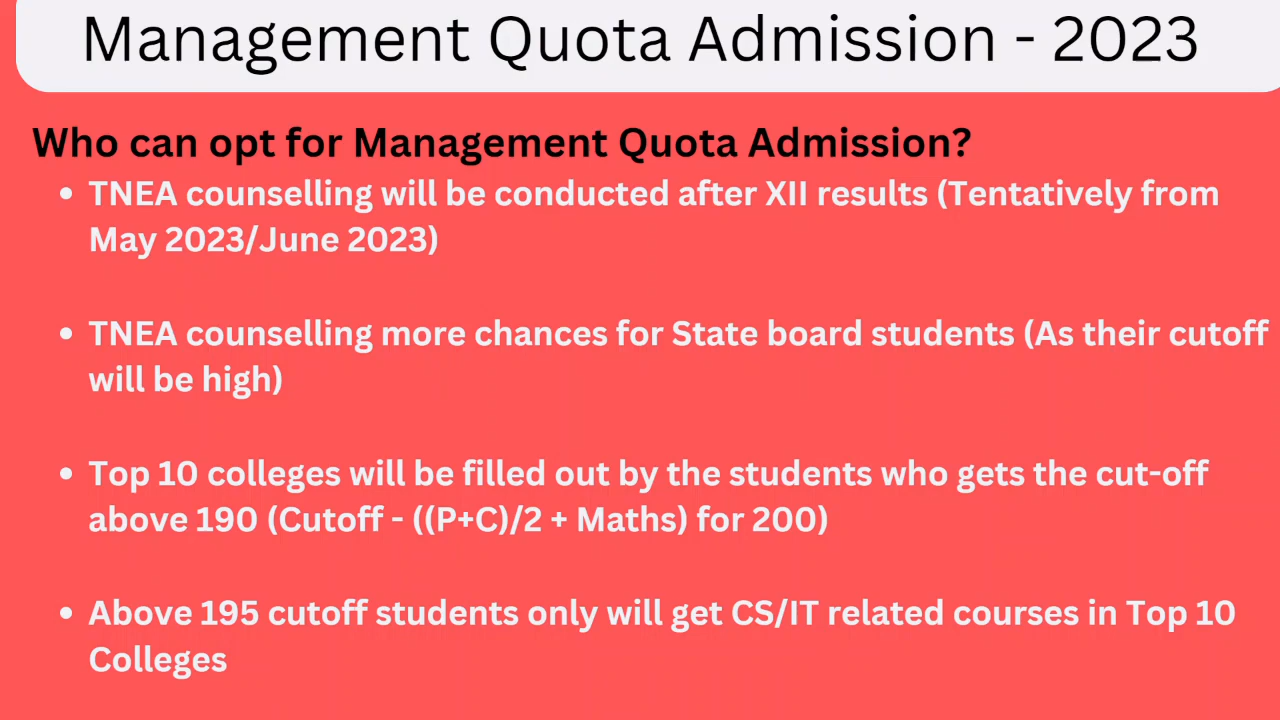 Management Quota Admission - 2023
Who can opt for Management Quota Admission?
• TNEA counselling will be conducted after XII results (Tentatively from
May 2023/June 2023)
• TNEA counselling more chances for State board students (As their cutoff
will be high)
• Top 10 colleges will be filled out by the students who gets the cut-off
above 190 (Cutoff - ((P+C)/2 + Maths) for 200)
• Above 195 cutoff students only will get CS/IT related courses in Top 10
Colleges